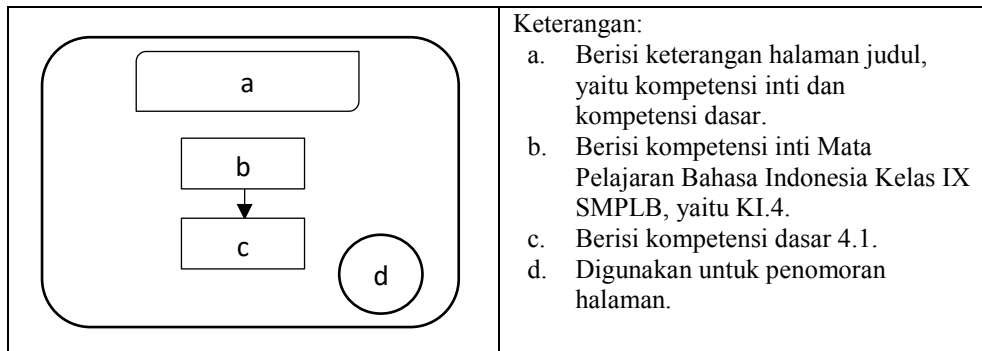 a
b
c
d
Keterangan:
a. Berisi keterangan halaman judul,
yaitu kompetensi inti dan
kompetensi dasar.
b. Berisi kompetensi inti Mata
Pelajaran Bahasa Indonesia Kelas IX
SMPLB, yaitu KI.4.
c. Berisi kompetensi dasar 4.1.
d. Digunakan untuk penomoran
halaman.